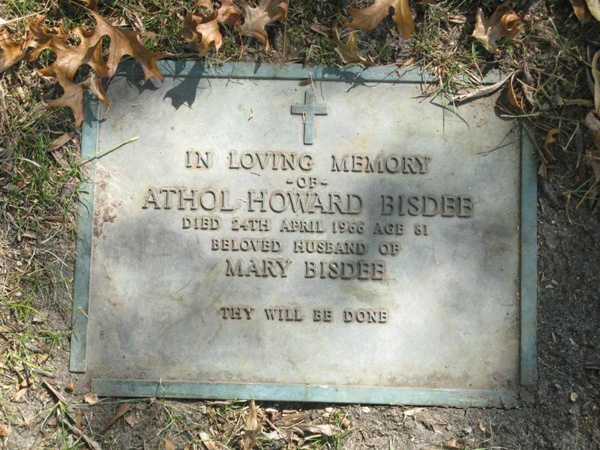 IN LOVING MEMORY
-OF-
ATHOL HOWARD BISDEE
DIED 24TH APRIL 1966 AGE 81
BELOVED HUSBAND OF
MARY BISDEE
THY WILL BE DONE